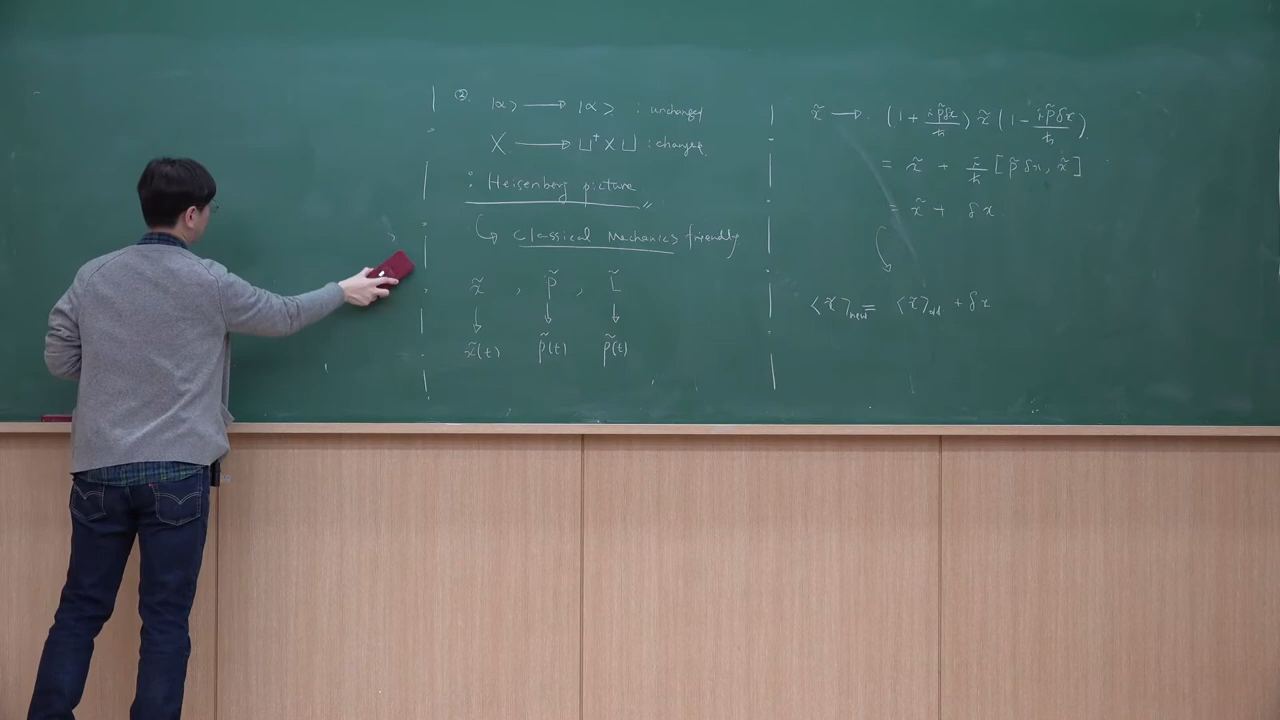 ②. |α> ⟶ |α> : unchanged
X ⟶ U†XU : changed.
: Heisenberg picture "
↳ Classical Mechanics friendly
x̃ , p̃ , L̃
↓ ↓ ↓
x̃(t) p̃(t) p̃(t)
x̃ ⟶ (1 + ip̃δx/ħ) x̃ (1 - ip̃δx/ħ).
= x̃ + i/ħ [p̃δx, x̃]
= x̃ + δx.
⟨x⟩new = ⟨x⟩old + δx